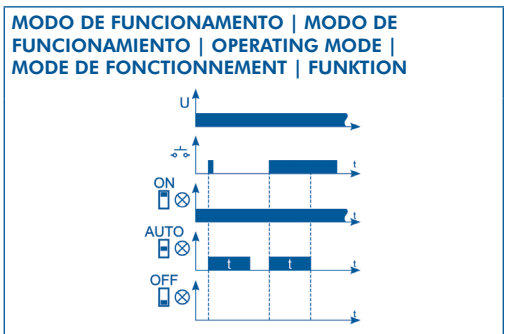 MODO DE FUNCIONAMENTO | MODO DE
FUNCIONAMIENTO | OPERATING MODE |
MODE DE FONCTIONNEMENT | FUNKTION
U
t
ON
t
AUTO
t t t
OFF
t